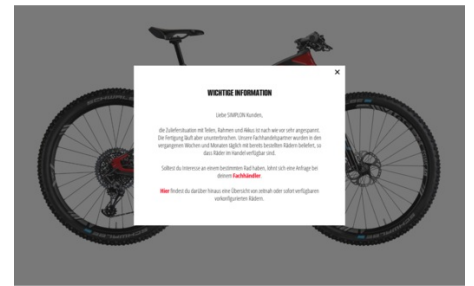 WICHTIGE INFORMATION
Liebe SIMPLON Kunden,
die Zuliefersituation mit Teilen, Rahmen und Akkus ist nach wie vor sehr angespannt.
Die Fertigung läuft aber ununterbrochen. Unsere Fachhandelspartner wurden in den
vergangenen Wochen und Monaten täglich mit bereits bestellten Rädern beliefert, so
dass Räder im Handel verfügbar sind.
Solltest du Interesse an einem bestimmten Rad haben, lohnt sich eine Anfrage bei
deinem Fachhändler.
Hier findest du darüber hinaus eine Übersicht von zeitnah oder sofort verfügbaren
vorkonfigurierten Rädern.